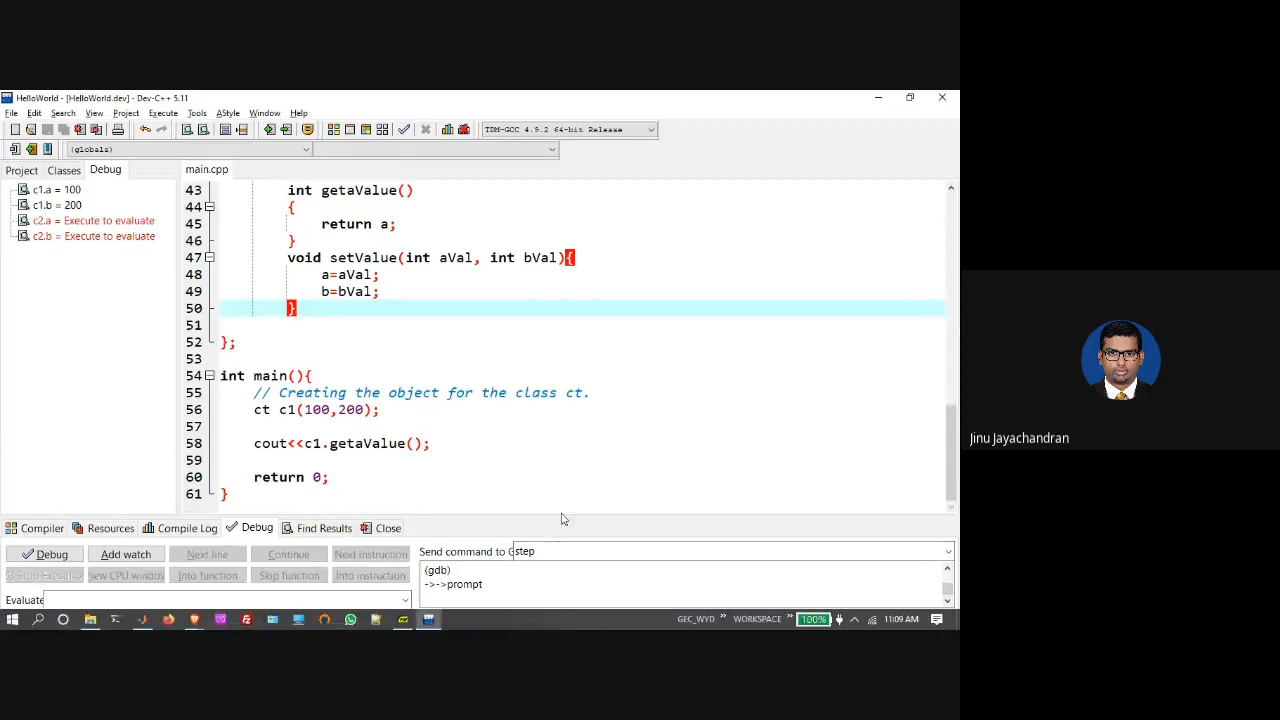 HelloWorld - [HelloWorld.dev] - Dev-C++ 5.11
File Edit Search View Project Execute Tools AStyle Window Help
TDM-GCC 4.9.2 64-bit Release
(globals)
Project Classes Debug main.cpp
c1.a = 100
c1.b = 200
c2.a = Execute to evaluate
c2.b = Execute to evaluate
43 int getaValue()
44 {
45 return a;
46 }
47 void setValue(int aVal, int bVal){
48 a=aVal;
49 b=bVal;
50 }
51
52 };
53
54 int main(){
55 // Creating the object for the class ct.
56 ct c1(100,200);
57
58 cout<<c1.getaValue();
59
60 return 0;
61 }
Jinu Jayachandran
Compiler Resources Compile Log Debug Find Results Close
Debug Add watch Next line Continue Next instruction Send command to G step
Stop Execution View CPU window Into function Skip function Into instruction
(gdb)
->->prompt
Evaluate
GEC_WYD WORKSPACE 100% 11:09 AM